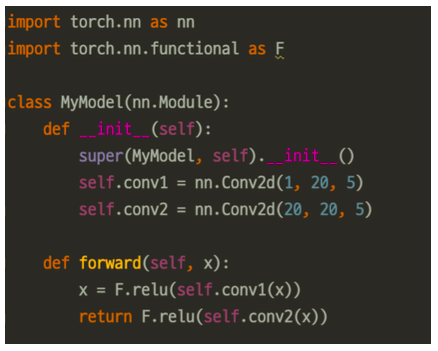 import torch.nn as nn
import torch.nn.functional as F
class MyModel(nn.Module):
    def __init__(self):
        super(MyModel, self).__init__()
        self.conv1 = nn.Conv2d(1, 20, 5)
        self.conv2 = nn.Conv2d(20, 20, 5)
    def forward(self, x):
        x = F.relu(self.conv1(x))
        return F.relu(self.conv2(x))